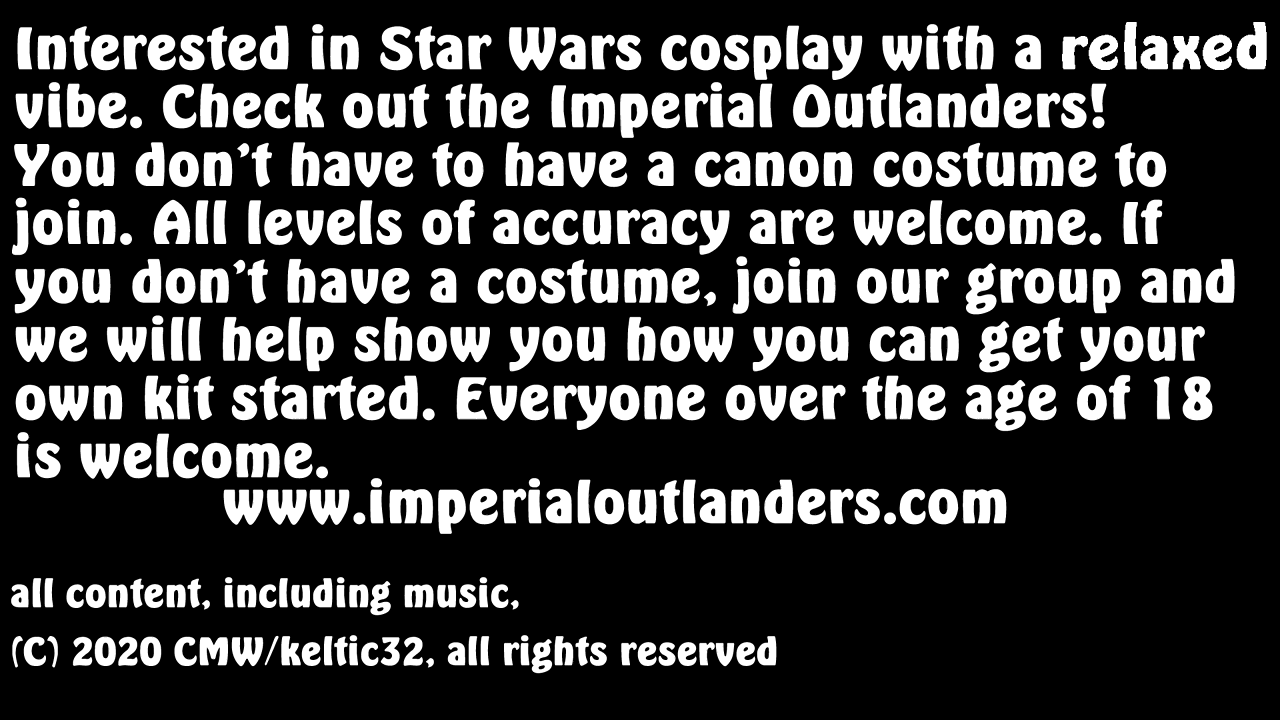 Interested in Star Wars cosplay with a relaxed
vibe. Check out the Imperial Outlanders!
You don't have to have a canon costume to
join. All levels of accuracy are welcome. If
you don't have a costume, join our group and
we will help show you how you can get your
own kit started. Everyone over the age of 18
is welcome.
www.imperialoutlanders.com
all content, including music,
(C) 2020 CMW/keltic32, all rights reserved